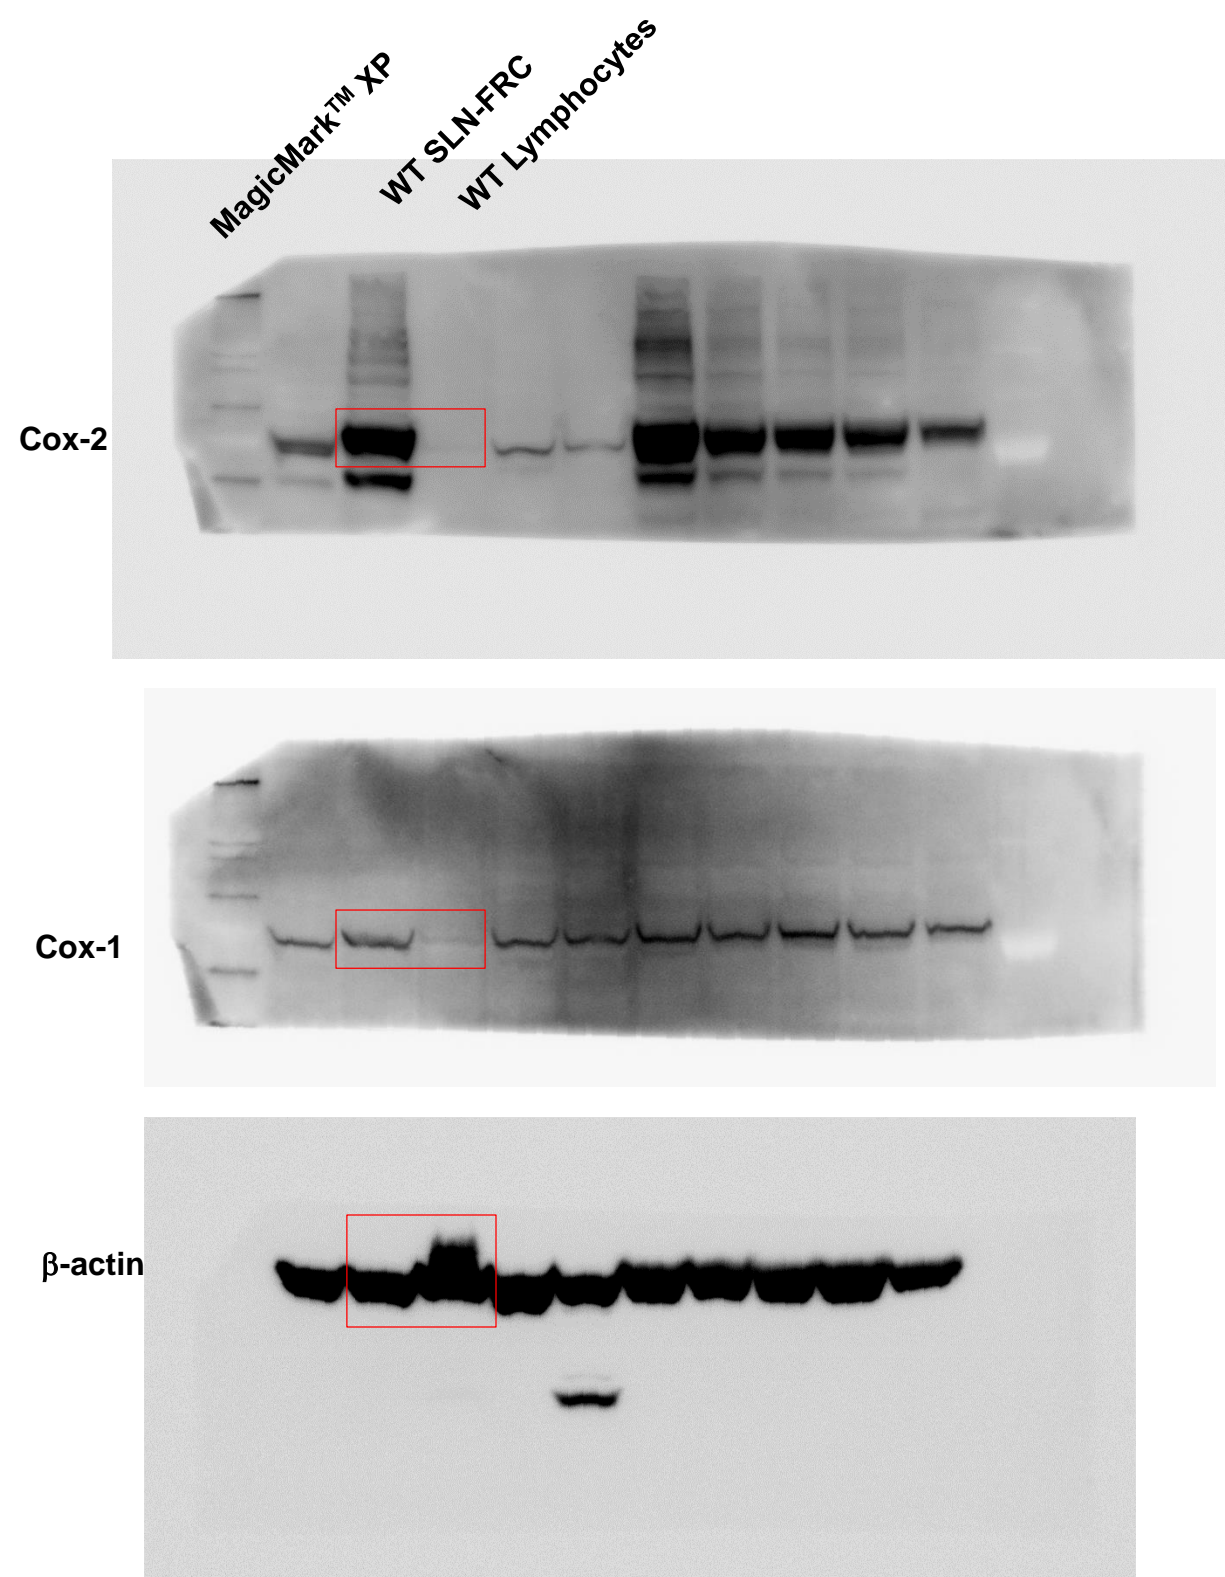 MagicMark™ XP
WT SLN-FRC
WT Lymphocytes
Cox-2
Cox-1
β-actin